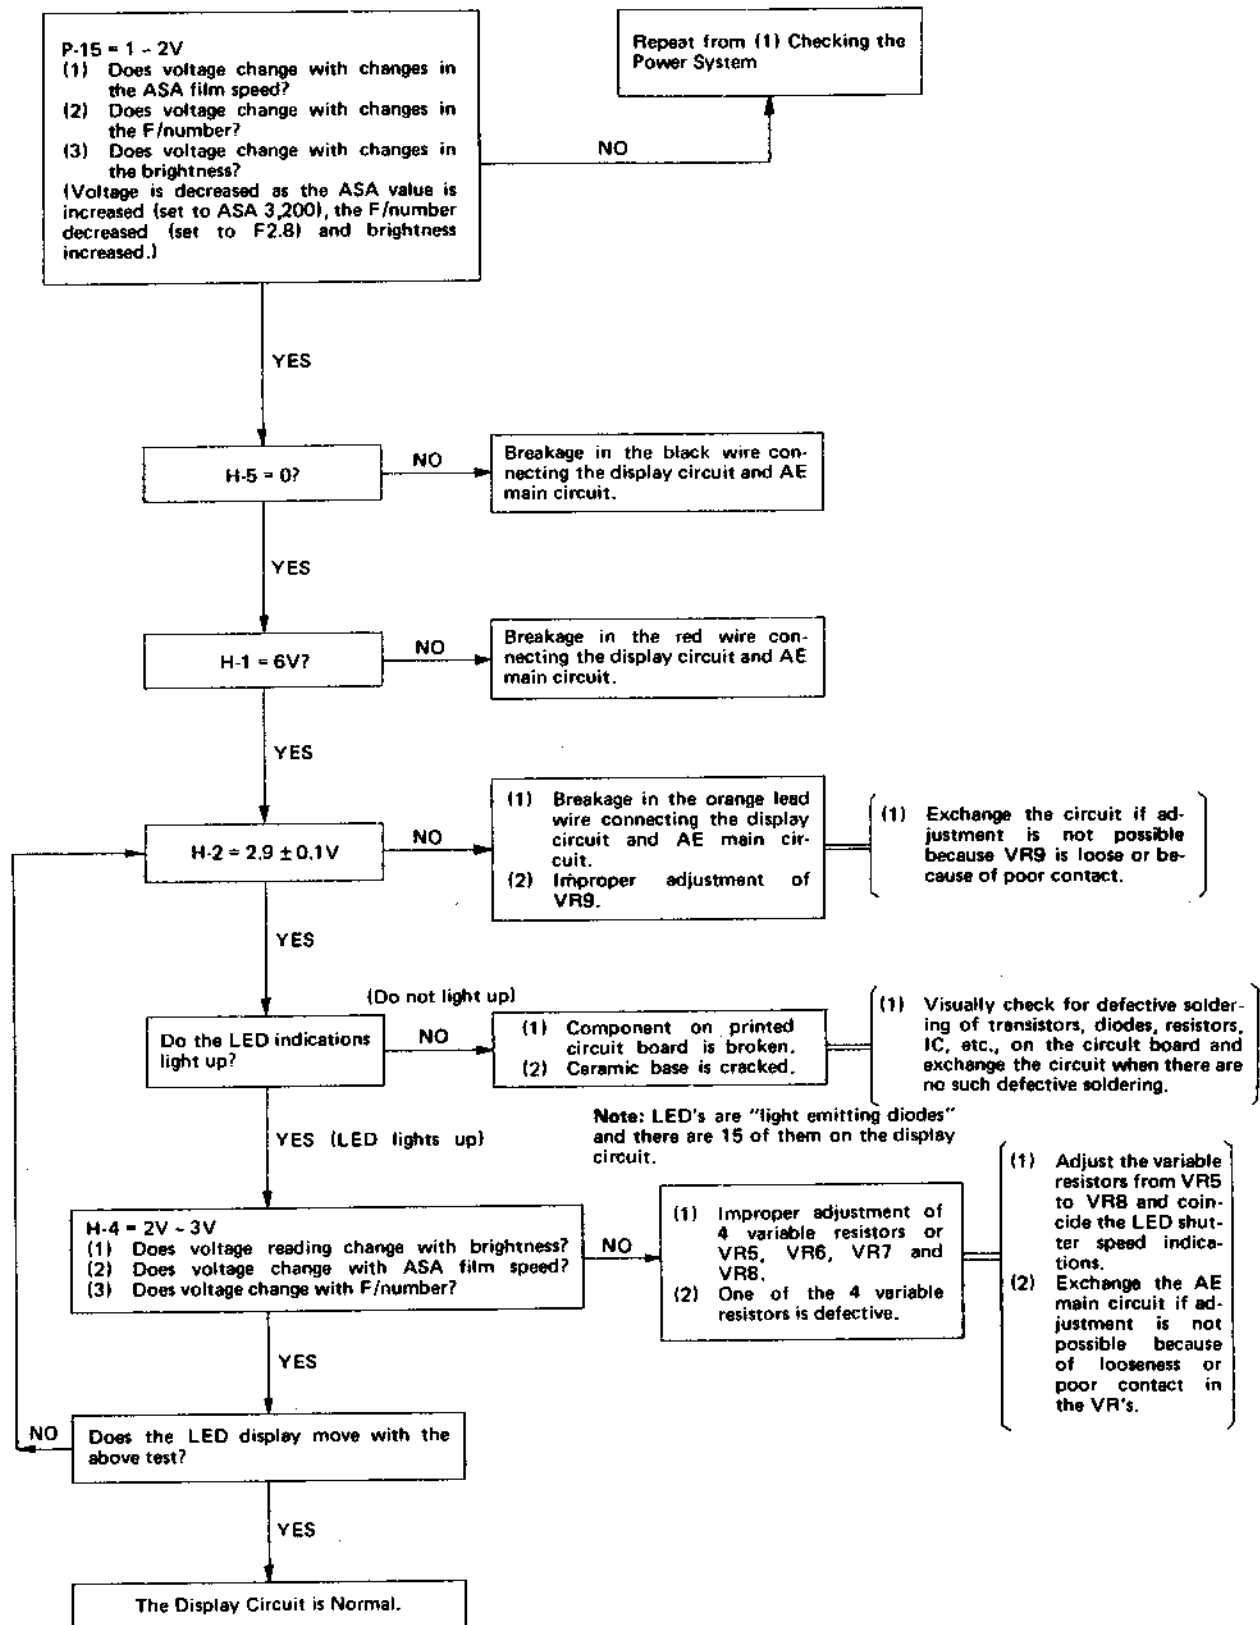 P-15 = 1 ~ 2V
(1) Does voltage change with changes in
the ASA film speed?
(2) Does voltage change with changes in
the F/number?
(3) Does voltage change with changes in
the brightness?
(Voltage is decreased as the ASA value is
increased (set to ASA 3,200), the F/number
decreased (set to F2.8) and brightness
increased.)
NO
Repeat from (1) Checking the
Power System
YES
H-5 = 0?
NO
Breakage in the black wire con-
necting the display circuit and AE
main circuit.
YES
H-1 = 6V?
NO
Breakage in the red wire con-
necting the display circuit and AE
main circuit.
YES
H-2 = 2.9 ± 0.1V
NO
(1) Breakage in the orange lead
wire connecting the display
circuit and AE main cir-
cuit.
(2) Improper adjustment of
VR9.
(1) Exchange the circuit if ad-
justment is not possible
because VR9 is loose or be-
cause of poor contact.
YES
Do the LED indications
light up?
(Do not light up)
NO
(1) Component on printed
circuit board is broken.
(2) Ceramic base is cracked.
(1) Visually check for defective solder-
ing of transistors, diodes, resistors,
IC, etc., on the circuit board and
exchange the circuit when there are
no such defective soldering.
Note: LED's are "light emitting diodes"
and there are 15 of them on the display
circuit.
YES (LED lights up)
H-4 = 2V ~ 3V
(1) Does voltage reading change with brightness?
(2) Does voltage change with ASA film speed?
(3) Does voltage change with F/number?
NO
(1) Improper adjustment of
4 variable resistors or
VR5, VR6, VR7 and
VR8.
(2) One of the 4 variable
resistors is defective.
(1) Adjust the variable
resistors from VR5
to VR8 and coin-
cide the LED shut-
ter speed indica-
tions.
(2) Exchange the AE
main circuit if ad-
justment is not
possible because
of looseness or
poor contact in
the VR's.
YES
Does the LED display move with the
above test?
NO
YES
The Display Circuit is Normal.